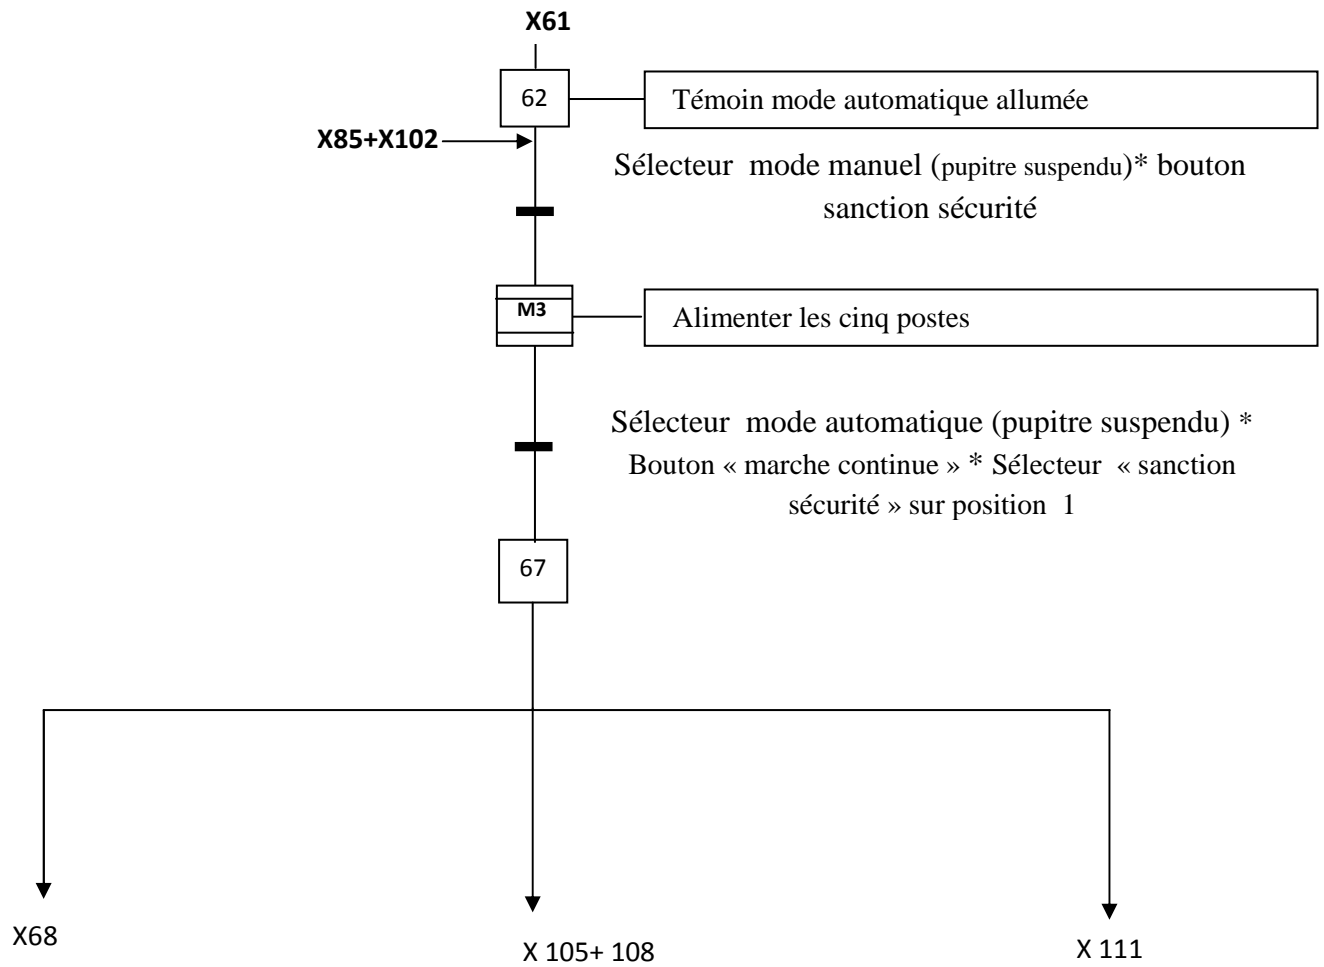 X61
62
Témoin mode automatique allumée
X85+X102
Sélecteur mode manuel (pupitre suspendu)* bouton
sanction sécurité
M3
Alimenter les cinq postes
Sélecteur mode automatique (pupitre suspendu) *
Bouton « marche continue » * Sélecteur « sanction
sécurité » sur position 1
67
X68
X 105+ 108
X 111